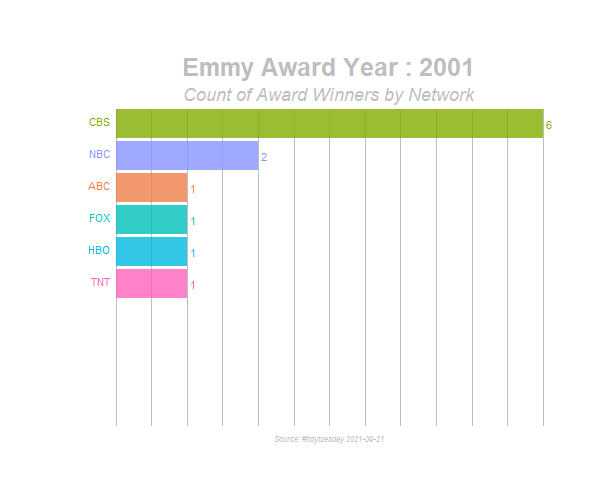 Emmy Award Year : 2001
Count of Award Winners by Network
CBS 6
NBC 2
ABC 1
FOX 1
HBO 1
TNT 1
Source: #tidytuesday 2021-09-21